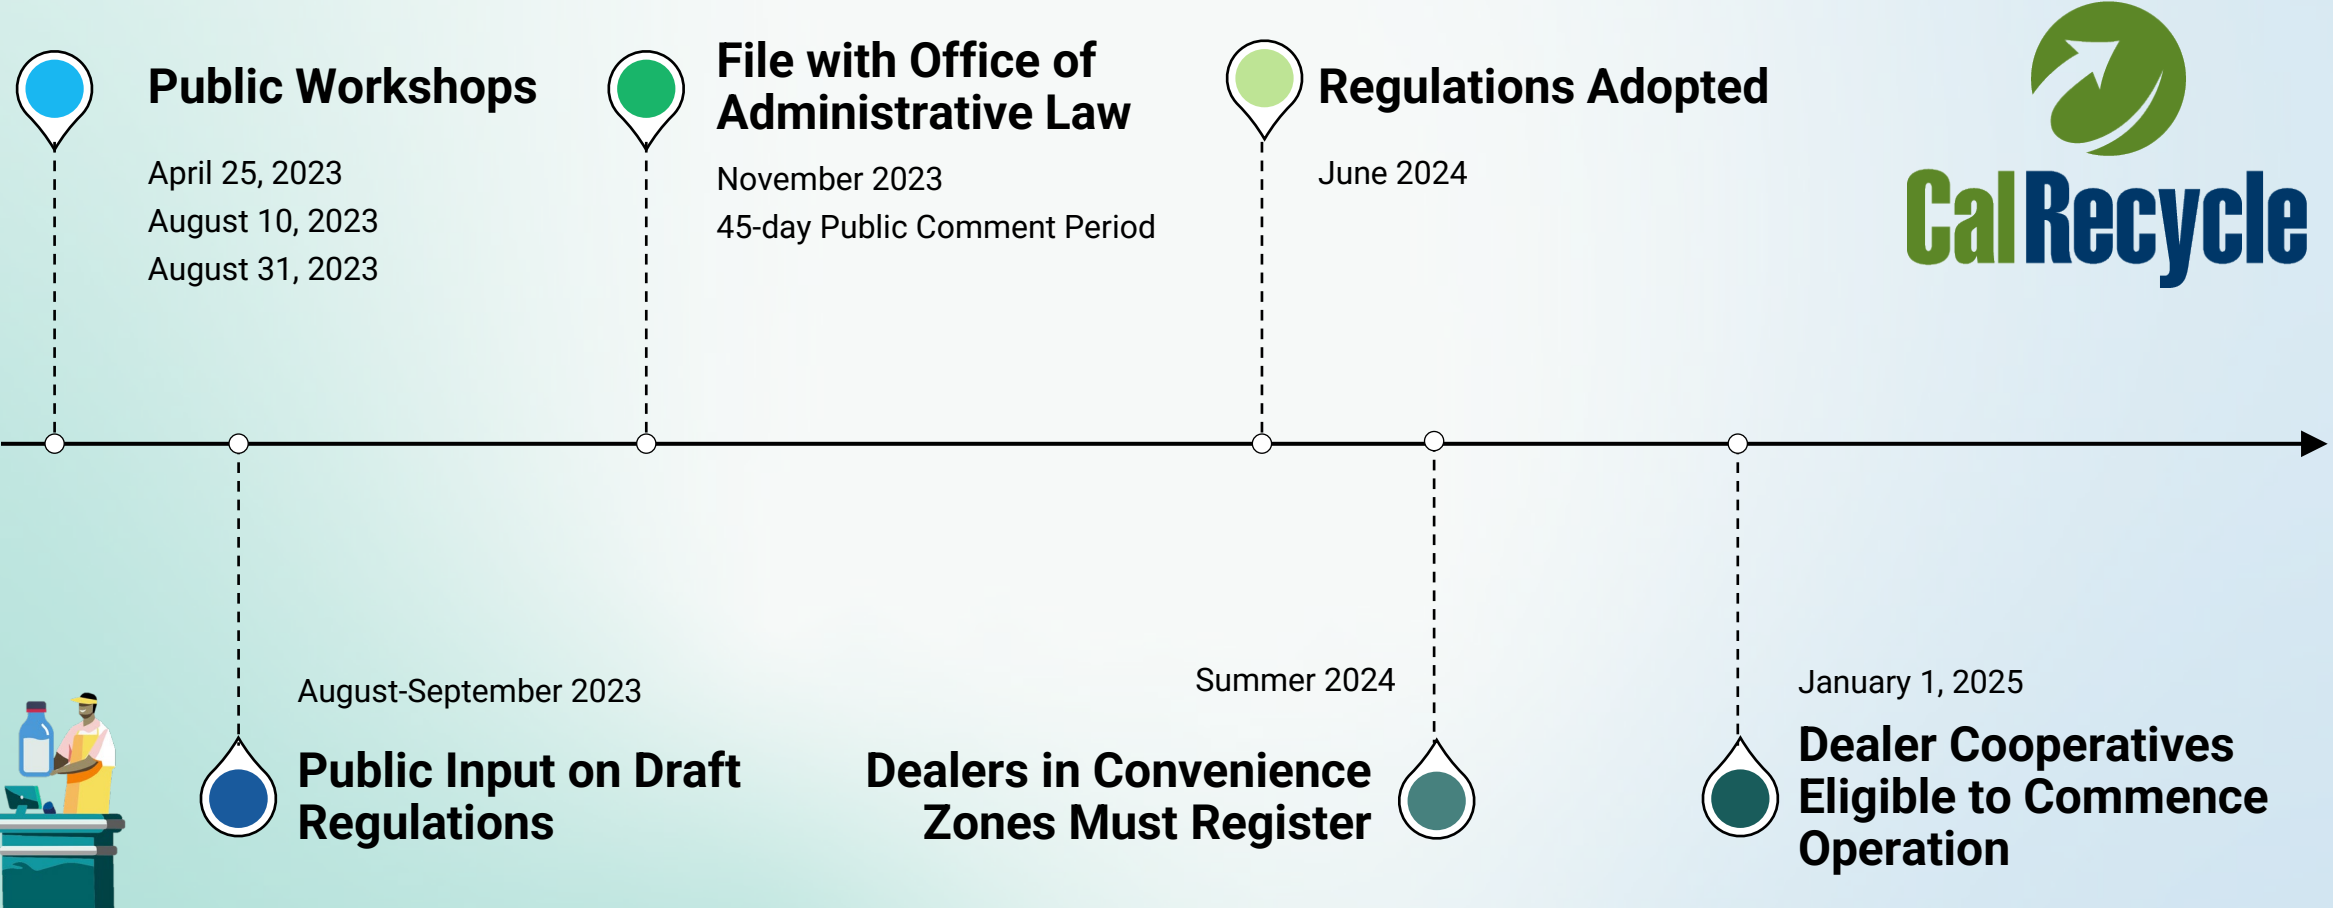 Public Workshops
April 25, 2023
August 10, 2023
August 31, 2023
File with Office of
Administrative Law
November 2023
45-day Public Comment Period
Regulations Adopted
June 2024
CalRecycle
August-September 2023
Public Input on Draft
Regulations
Summer 2024
Dealers in Convenience
Zones Must Register
January 1, 2025
Dealer Cooperatives
Eligible to Commence
Operation